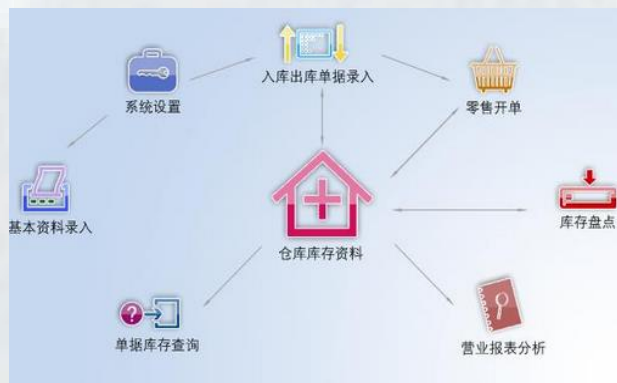 入库出库单据录入
系统设置
零售开单
基本资料录入
库存盘点
仓库库存资料
单据库存查询
营业报表分析